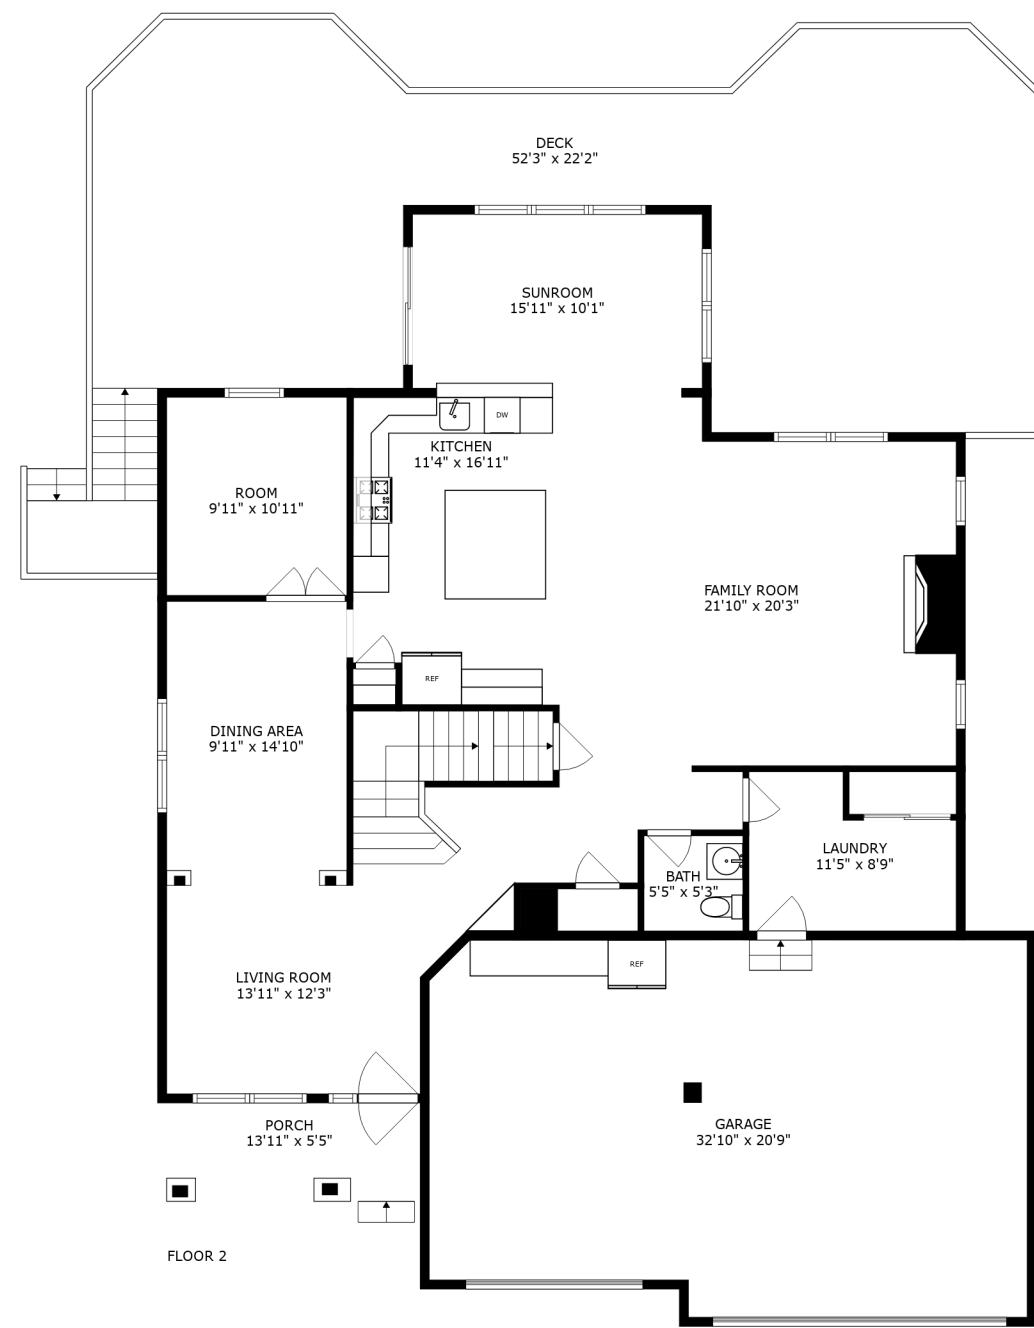 DECK
52'3" x 22'2"
SUNROOM
15'11" x 10'1"
DW
KITCHEN
11'4" x 16'11"
ROOM
9'11" x 10'11"
FAMILY ROOM
21'10" x 20'3"
REF
DINING AREA
9'11" x 14'10"
LAUNDRY
11'5" x 8'9"
BATH
5'5" x 5'3"
REF
LIVING ROOM
13'11" x 12'3"
PORCH
13'11" x 5'5"
GARAGE
32'10" x 20'9"
FLOOR 2